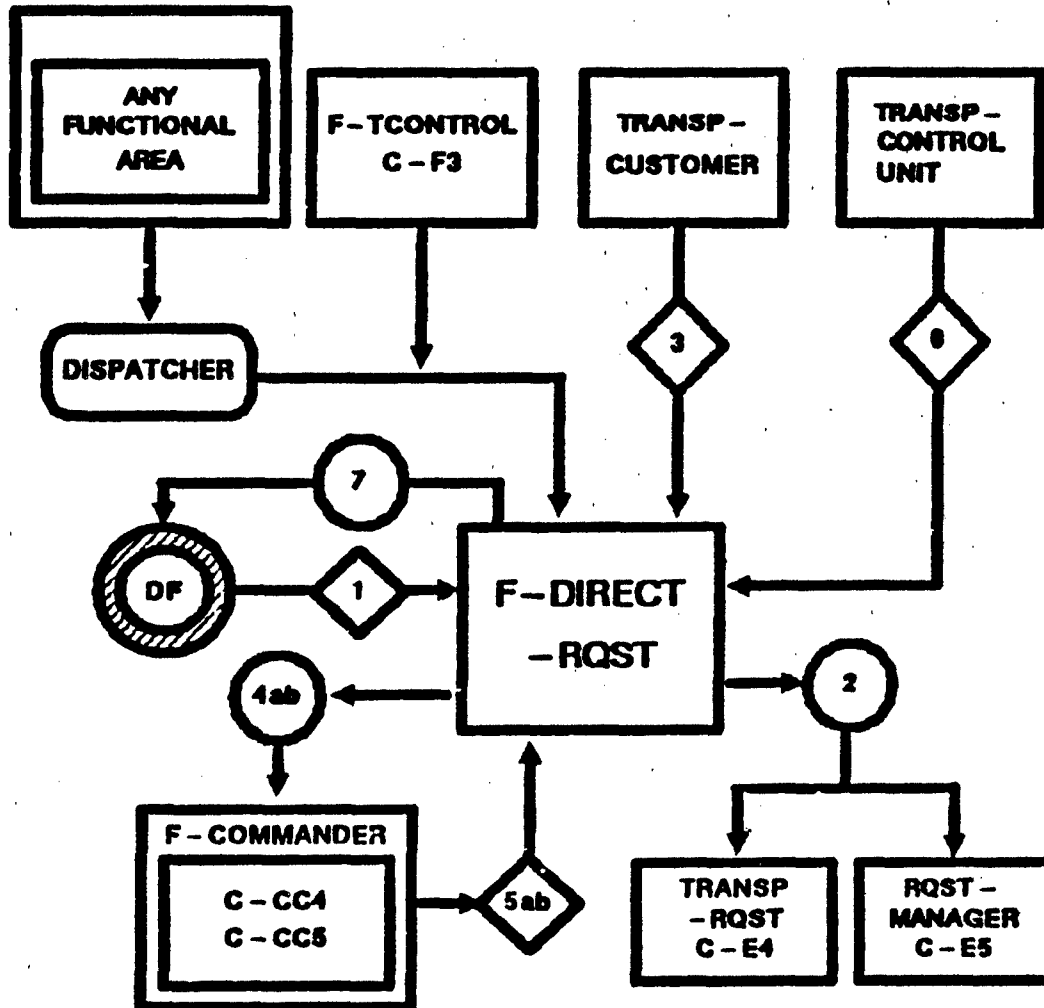 ANY
FUNCTIONAL
AREA
F-TCONTROL
C-F3
TRANSP-
CUSTOMER
TRANSP-
CONTROL
UNIT
3
6
DISPATCHER
7
DF
1
F-DIRECT
-RQST
4ab
2
F-COMMANDER
C-CC4
C-CC5
5ab
TRANSP
-RQST
C-E4
RQST-
MANAGER
C-E5